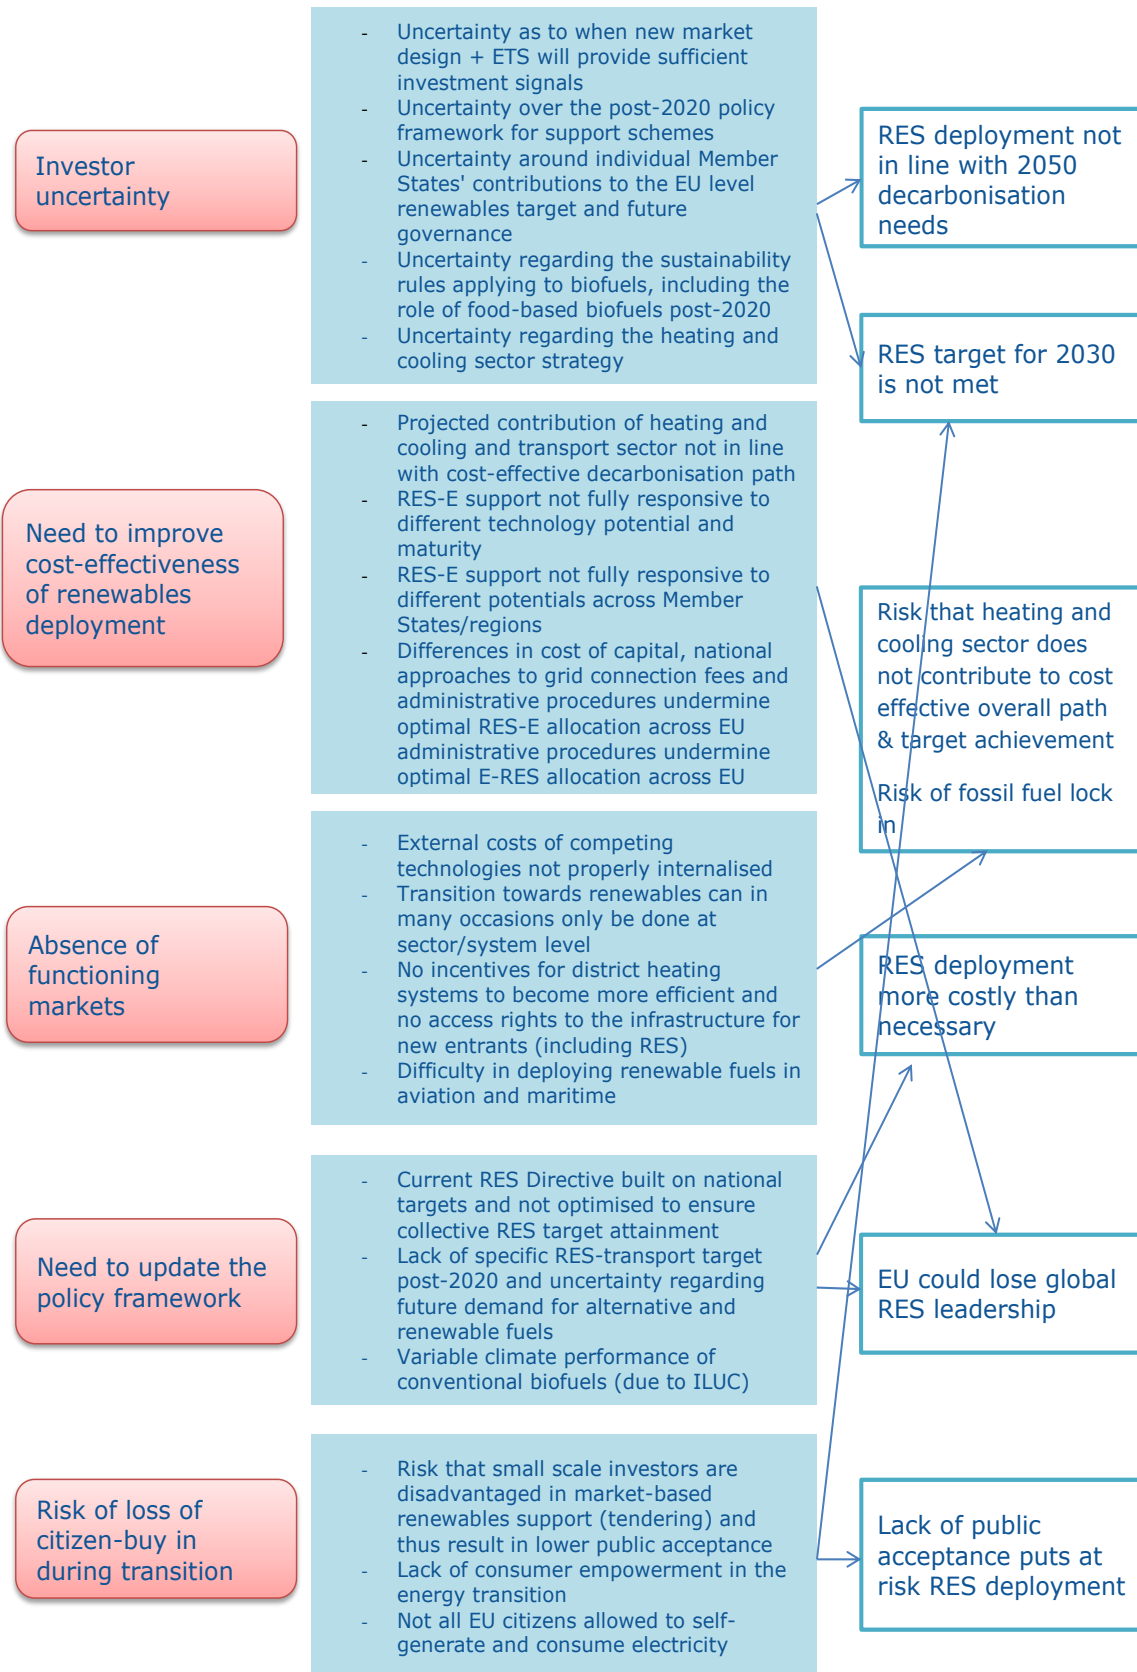 Investor
uncertainty
- Uncertainty as to when new market
design + ETS will provide sufficient
investment signals
- Uncertainty over the post-2020 policy
framework for support schemes
- Uncertainty around individual Member
States' contributions to the EU level
renewables target and future
governance
- Uncertainty regarding the sustainability
rules applying to biofuels, including the
role of food-based biofuels post-2020
- Uncertainty regarding the heating and
cooling sector strategy
RES deployment not
in line with 2050
decarbonisation
needs
RES target for 2030
is not met
Need to improve
cost-effectiveness
of renewables
deployment
- Projected contribution of heating and
cooling and transport sector not in line
with cost-effective decarbonisation path
- RES-E support not fully responsive to
different technology potential and
maturity
- RES-E support not fully responsive to
different potentials across Member
States/regions
- Differences in cost of capital, national
approaches to grid connection fees and
administrative procedures undermine
optimal RES-E allocation across EU
administrative procedures undermine
optimal E-RES allocation across EU
Risk that heating and
cooling sector does
not contribute to cost
effective overall path
& target achievement
Risk of fossil fuel lock
in
Absence of
functioning
markets
- External costs of competing
technologies not properly internalised
- Transition towards renewables can in
many occasions only be done at
sector/system level
- No incentives for district heating
systems to become more efficient and
no access rights to the infrastructure for
new entrants (including RES)
- Difficulty in deploying renewable fuels in
aviation and maritime
RES deployment
more costly than
necessary
Need to update the
policy framework
- Current RES Directive built on national
targets and not optimised to ensure
collective RES target attainment
- Lack of specific RES-transport target
post-2020 and uncertainty regarding
future demand for alternative and
renewable fuels
- Variable climate performance of
conventional biofuels (due to ILUC)
EU could lose global
RES leadership
Risk of loss of
citizen-buy in
during transition
- Risk that small scale investors are
disadvantaged in market-based
renewables support (tendering) and
thus result in lower public acceptance
- Lack of consumer empowerment in the
energy transition
- Not all EU citizens allowed to self-
generate and consume electricity
Lack of public
acceptance puts at
risk RES deployment